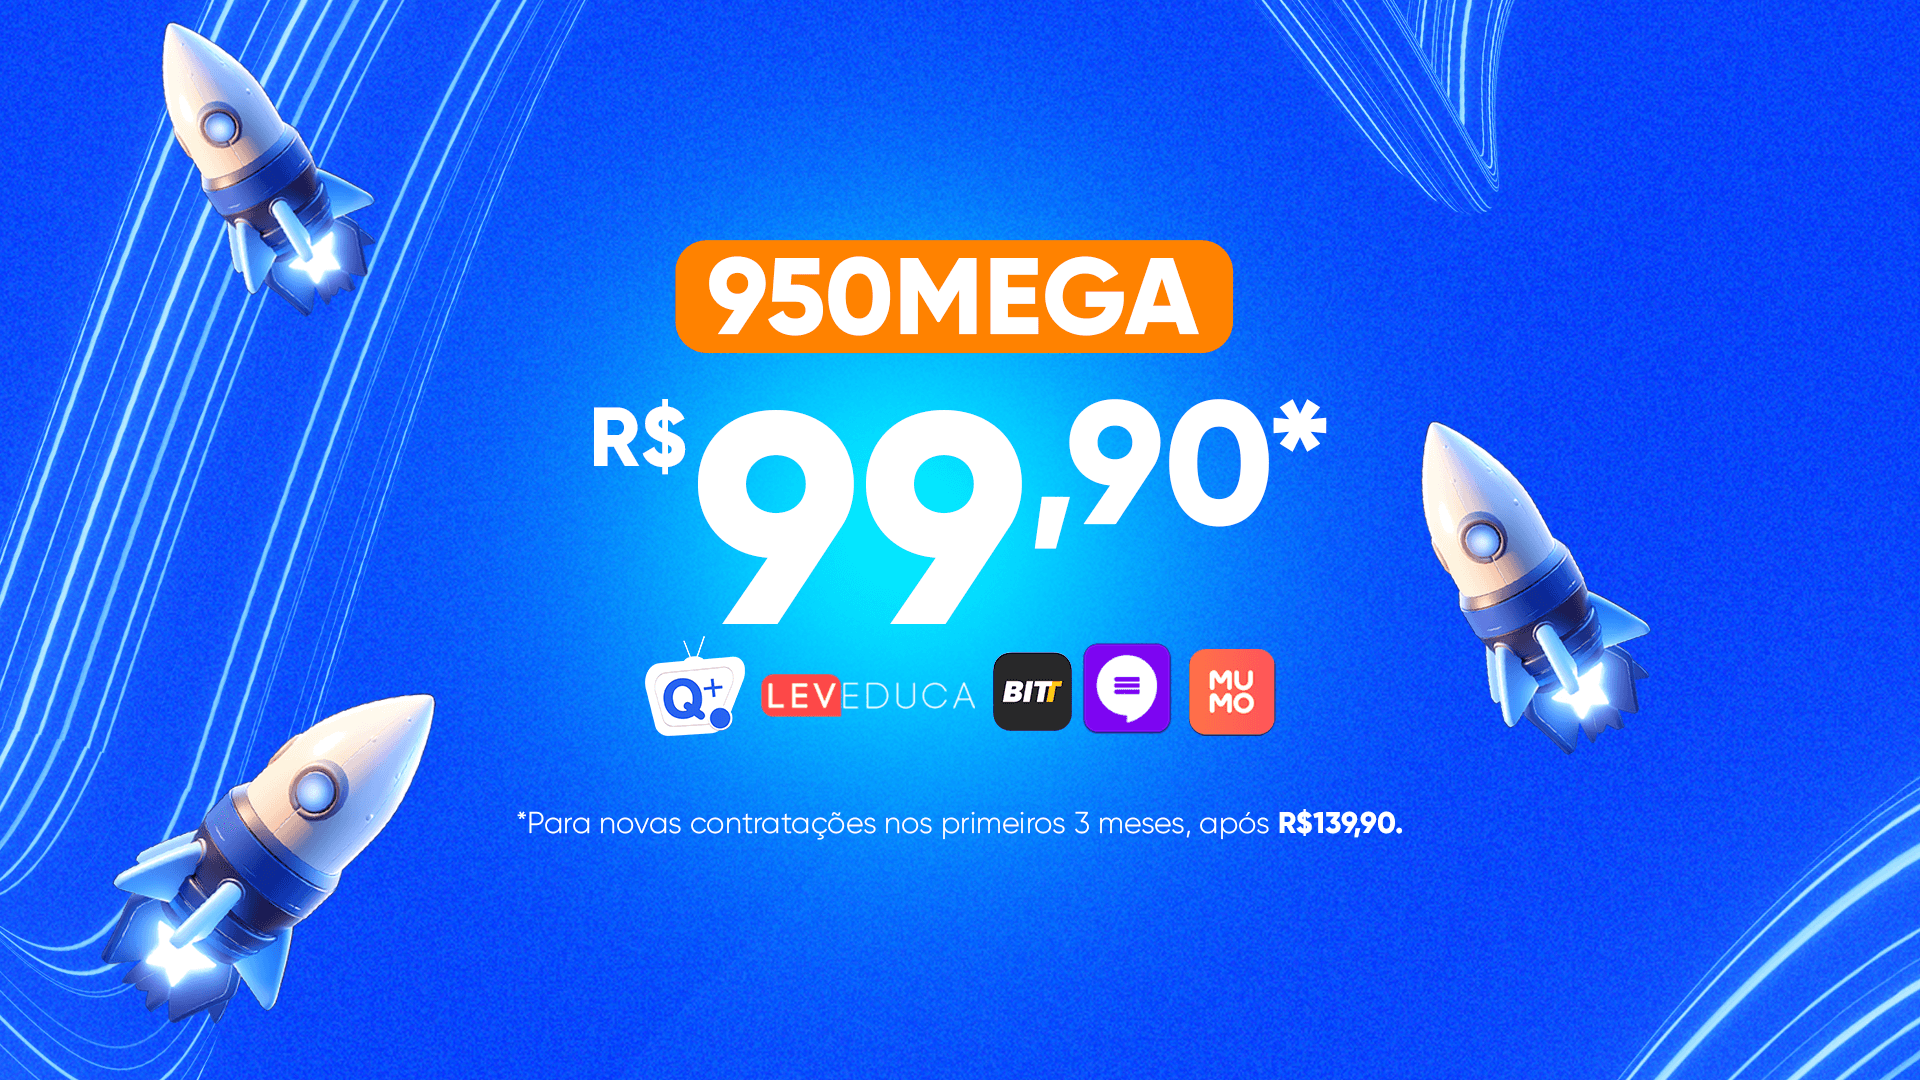 950MEGA
R$99,90*
Q+
LEVEDUCA
BITT
MU
MO
*Para novas contratações nos primeiros 3 meses, após R$139,90.